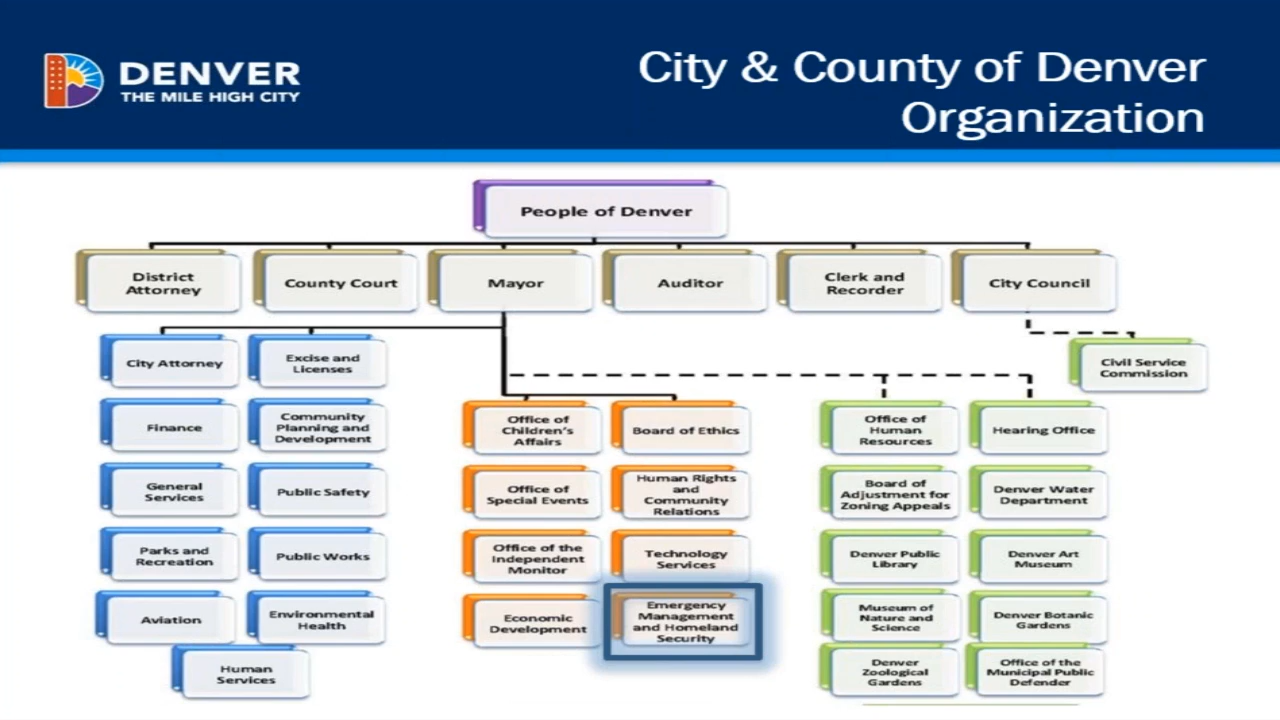 DENVER
THE MILE HIGH CITY
City & County of Denver
Organization
People of Denver
District
Attorney
County Court
Mayor
Auditor
Clerk and
Recorder
City Council
Civil Service
Commission
City Attorney
Excise and
Licenses
Finance
Community
Planning and
Development
General
Services
Public Safety
Parks and
Recreation
Public Works
Aviation
Environmental
Health
Human
Services
Office of
Children's
Affairs
Board of Ethics
Office of
Special Events
Human Rights
and
Community
Relations
Office of the
Independent
Monitor
Technology
Services
Economic
Development
Emergency
Management
and Homeland
Security
Office of
Human
Resources
Hearing Office
Board of
Adjustment for
Zoning Appeals
Denver Water
Department
Denver Public
Library
Denver Art
Museum
Museum of
Nature and
Science
Denver Botanic
Gardens
Denver
Zoological
Gardens
Office of the
Municipal Public
Defender